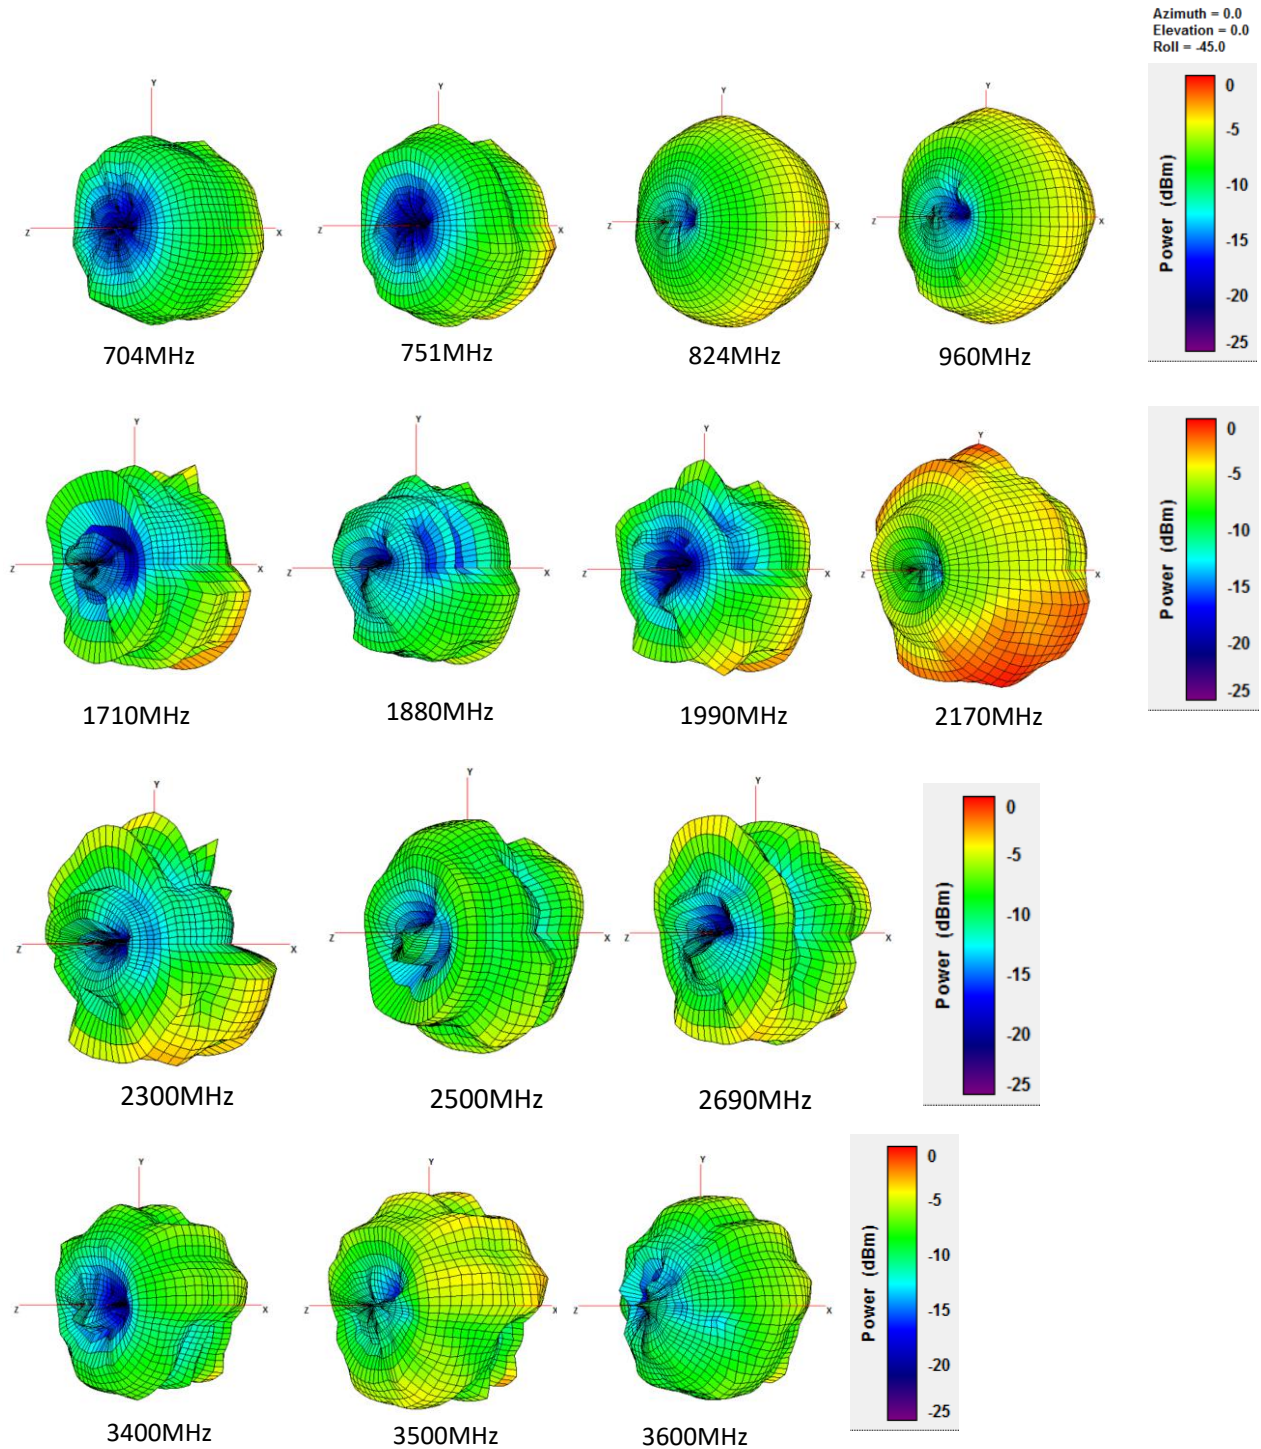 Azimuth = 0.0
Elevation = 0.0
Roll = -45.0
Y
Z
X
704MHz
Y
Z
X
751MHz
Y
Z
X
824MHz
Y
Z
X
960MHz
Power (dBm)
0
-5
-10
-15
-20
-25
Y
Z
X
1710MHz
Y
Z
X
1880MHz
Y
Z
X
1990MHz
Y
Z
X
2170MHz
Power (dBm)
0
-5
-10
-15
-20
-25
Y
Z
X
2300MHz
Y
Z
X
2500MHz
Y
Z
X
2690MHz
Power (dBm)
0
-5
-10
-15
-20
-25
Y
Z
X
3400MHz
Y
Z
X
3500MHz
Y
Z
X
3600MHz
Power (dBm)
0
-5
-10
-15
-20
-25